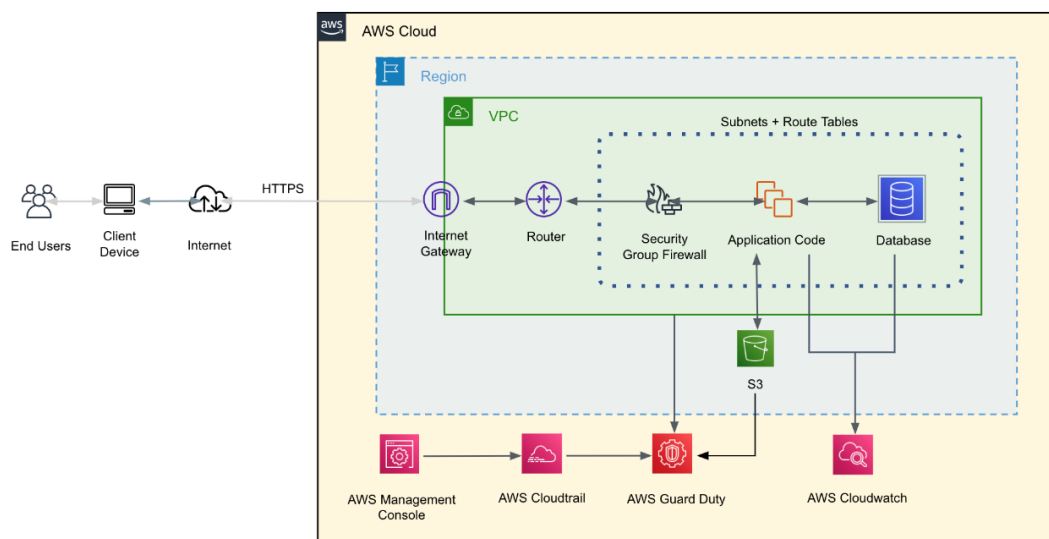 aws
AWS Cloud
Region
VPC
Subnets + Route Tables
HTTPS
End Users
Client
Device
Internet
Internet
Gateway
Router
Security
Group Firewall
Application Code
Database
S3
AWS Management
Console
AWS Cloudtrail
AWS Guard Duty
AWS Cloudwatch